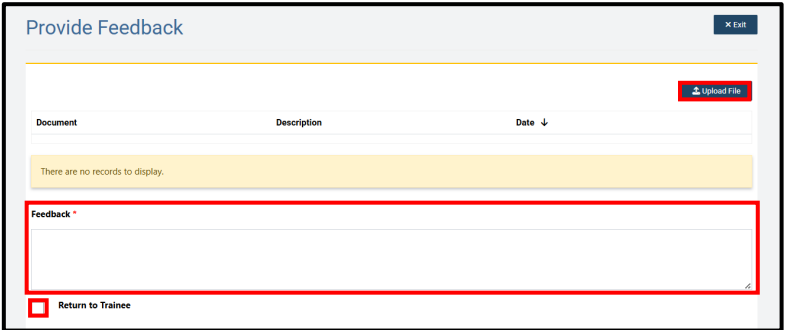 Provide Feedback
× Exit
Upload File
Document Description Date ↓
There are no records to display.
Feedback *
Return to Trainee